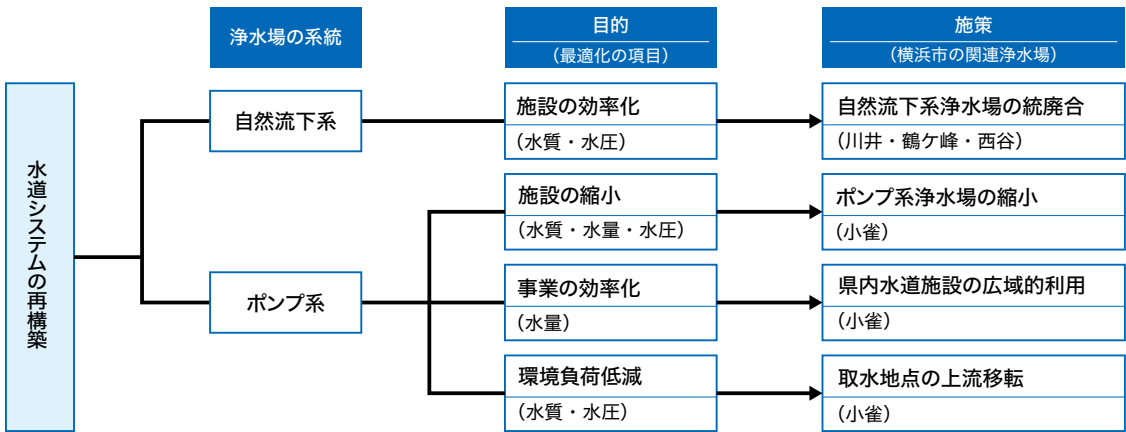 浄水場の系統
目的
（最適化の項目）
施策
（横浜市の関連浄水場）
水道システムの再構築
自然流下系
施設の効率化
（水質・水圧）
自然流下系浄水場の統廃合
（川井・鶴ケ峰・西谷）
ポンプ系
施設の縮小
（水質・水量・水圧）
ポンプ系浄水場の縮小
（小雀）
事業の効率化
（水量）
県内水道施設の広域的利用
（小雀）
環境負荷低減
（水質・水圧）
取水地点の上流移転
（小雀）